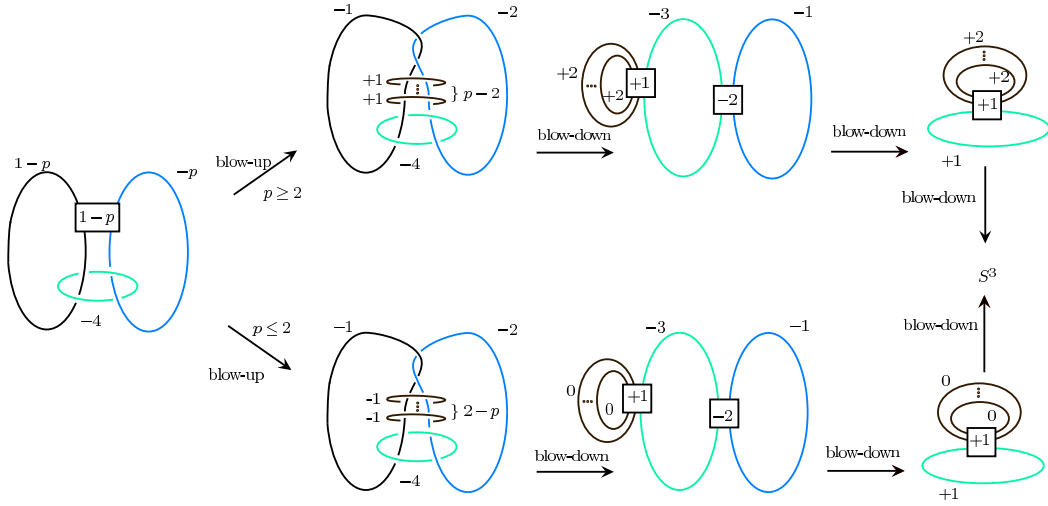 −1
−2
+1
+1
} p − 2
−4
blow-up
p ≥ 2
+2
+2
+1
−3
−2
−1
blow-down
blow-down
+2
+2
+1
+1
blow-down
1 − p
−p
1 − p
−4
S³
p ≤ 2
blow-up
−1
−2
-1
-1
} 2 − p
−4
0
0
+1
−3
−2
−1
blow-down
blow-down
0
0
+1
+1
blow-down